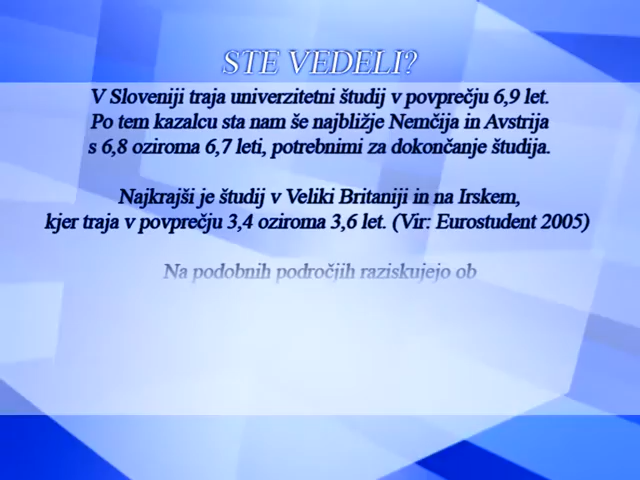 STE VEDELI?
V Sloveniji traja univerzitetni študij v povprečju 6,9 let.
Po tem kazalcu sta nam še najbližje Nemčija in Avstrija
s 6,8 oziroma 6,7 leti, potrebnimi za dokončanje študija.
Najkrajši je študij v Veliki Britaniji in na Irskem,
kjer traja v povprečju 3,4 oziroma 3,6 let. (Vir: Eurostudent 2005)
Na podobnih področjih raziskujejo ob